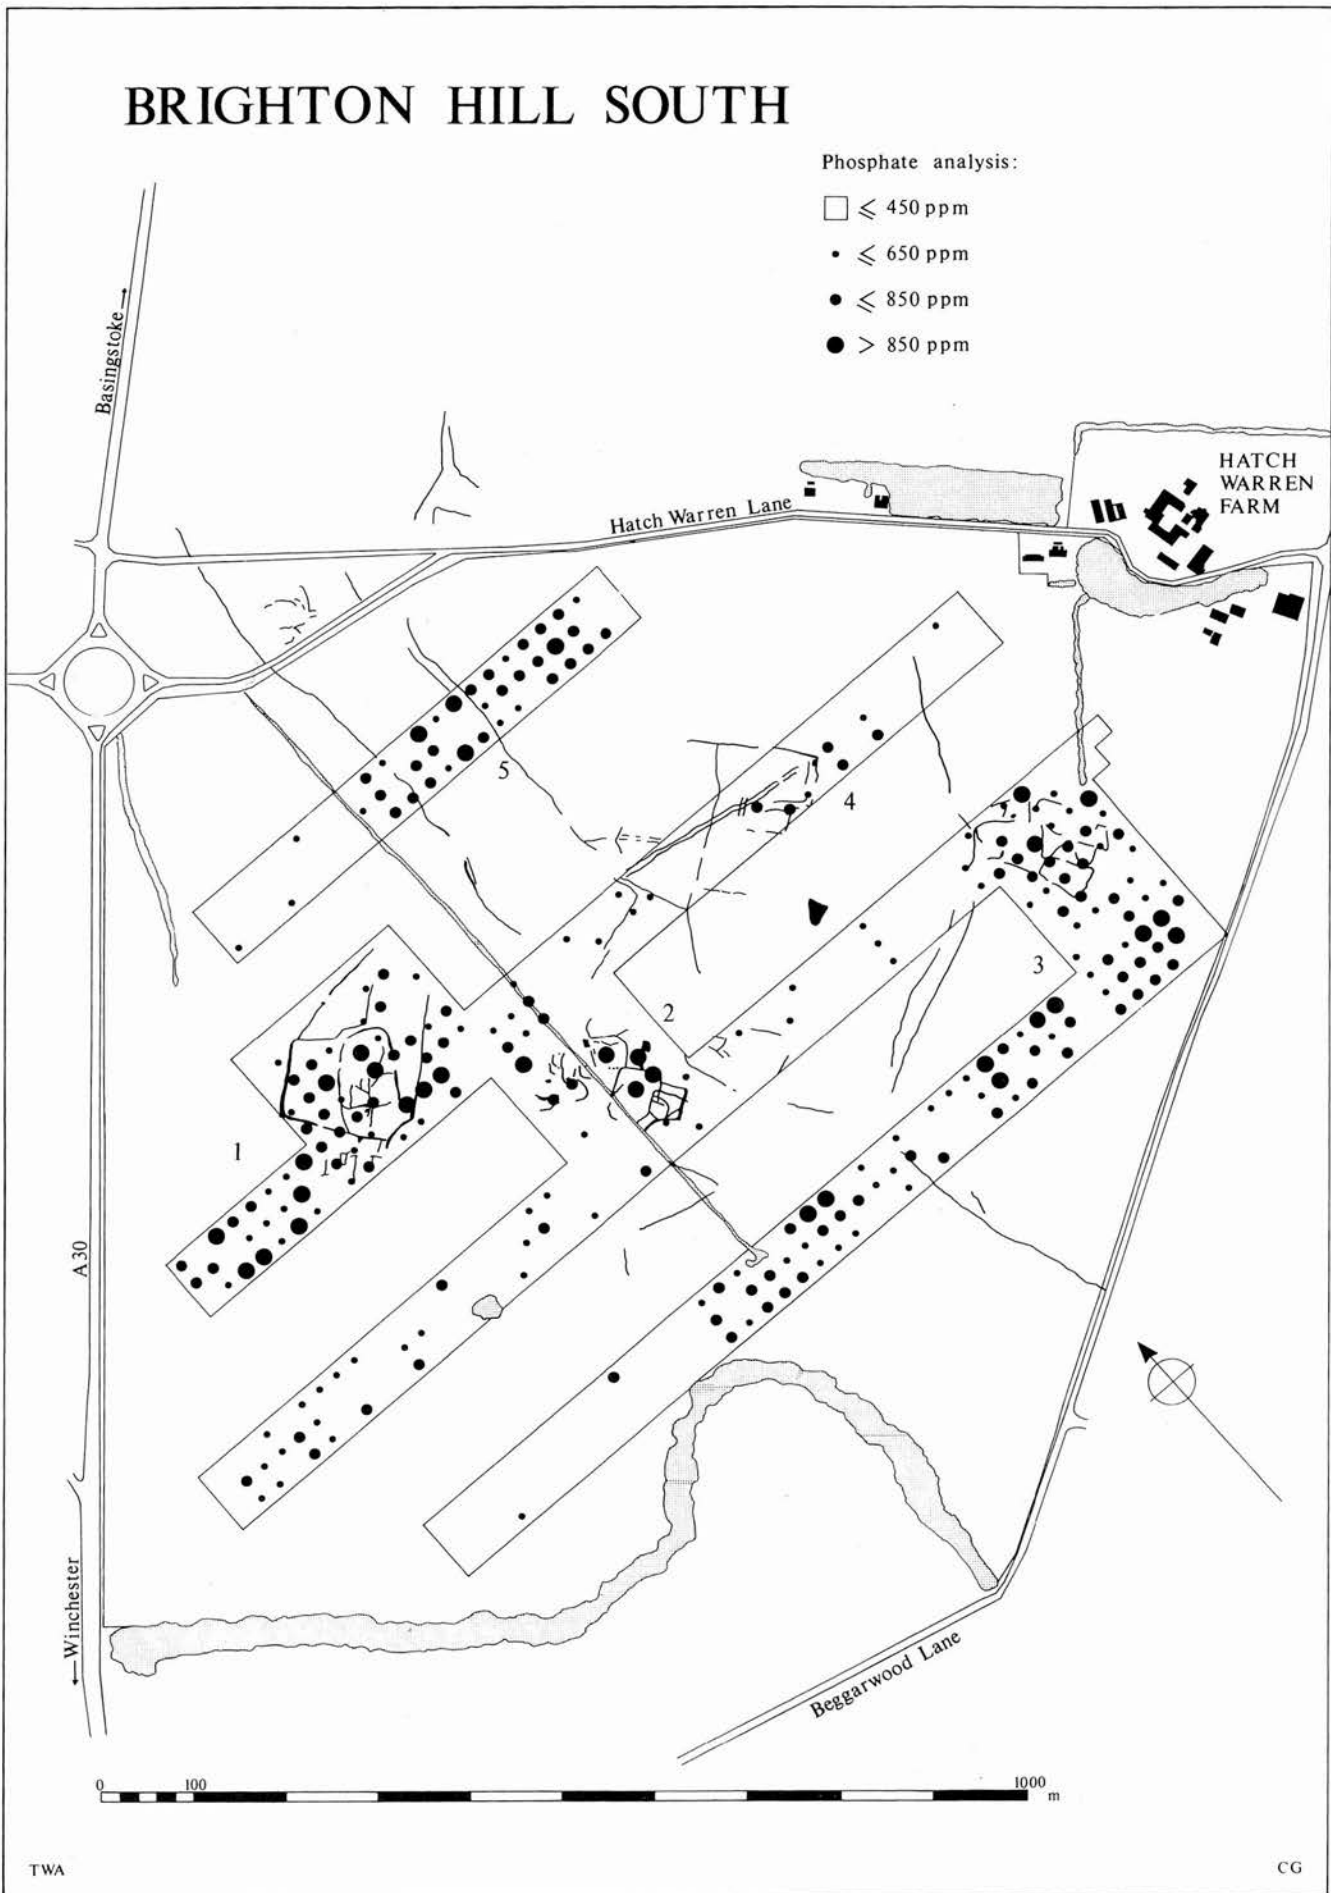 BRIGHTON HILL SOUTH
Phosphate analysis:
⩽ 450 ppm
⩽ 650 ppm
⩽ 850 ppm
> 850 ppm
Basingstoke →
HATCH
WARREN
FARM
Hatch Warren Lane
5
4
3
2
1
A30
← Winchester
Beggarwood Lane
0 100 1000
m
TWA CG